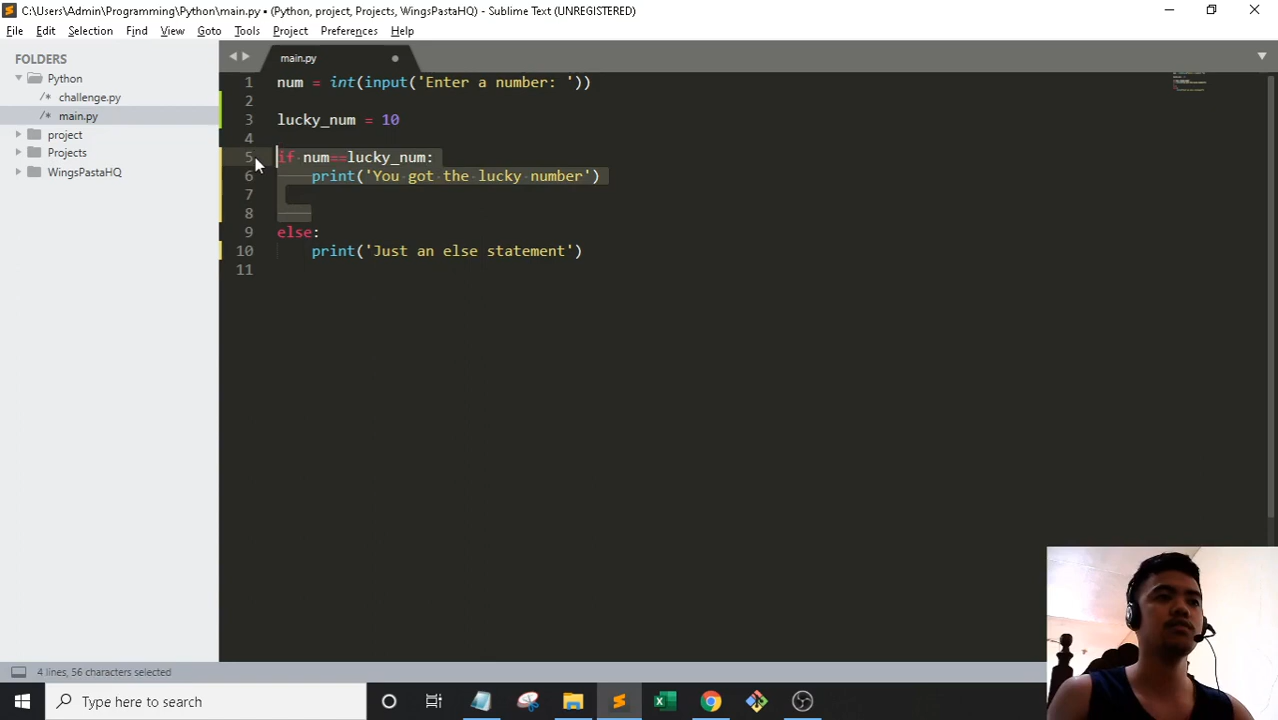 C:\Users\Admin\Programming\Python\main.py • (Python, project, Projects, WingsPastaHQ) - Sublime Text (UNREGISTERED)
File Edit Selection Find View Goto Tools Project Preferences Help
FOLDERS
Python
/* challenge.py
/* main.py
project
Projects
WingsPastaHQ
main.py
1 num = int(input('Enter a number: '))
2
3 lucky_num = 10
4
5 if num==lucky_num:
6 print('You got the lucky number')
7
8
9 else:
10 print('Just an else statement')
11
4 lines, 56 characters selected
Type here to search